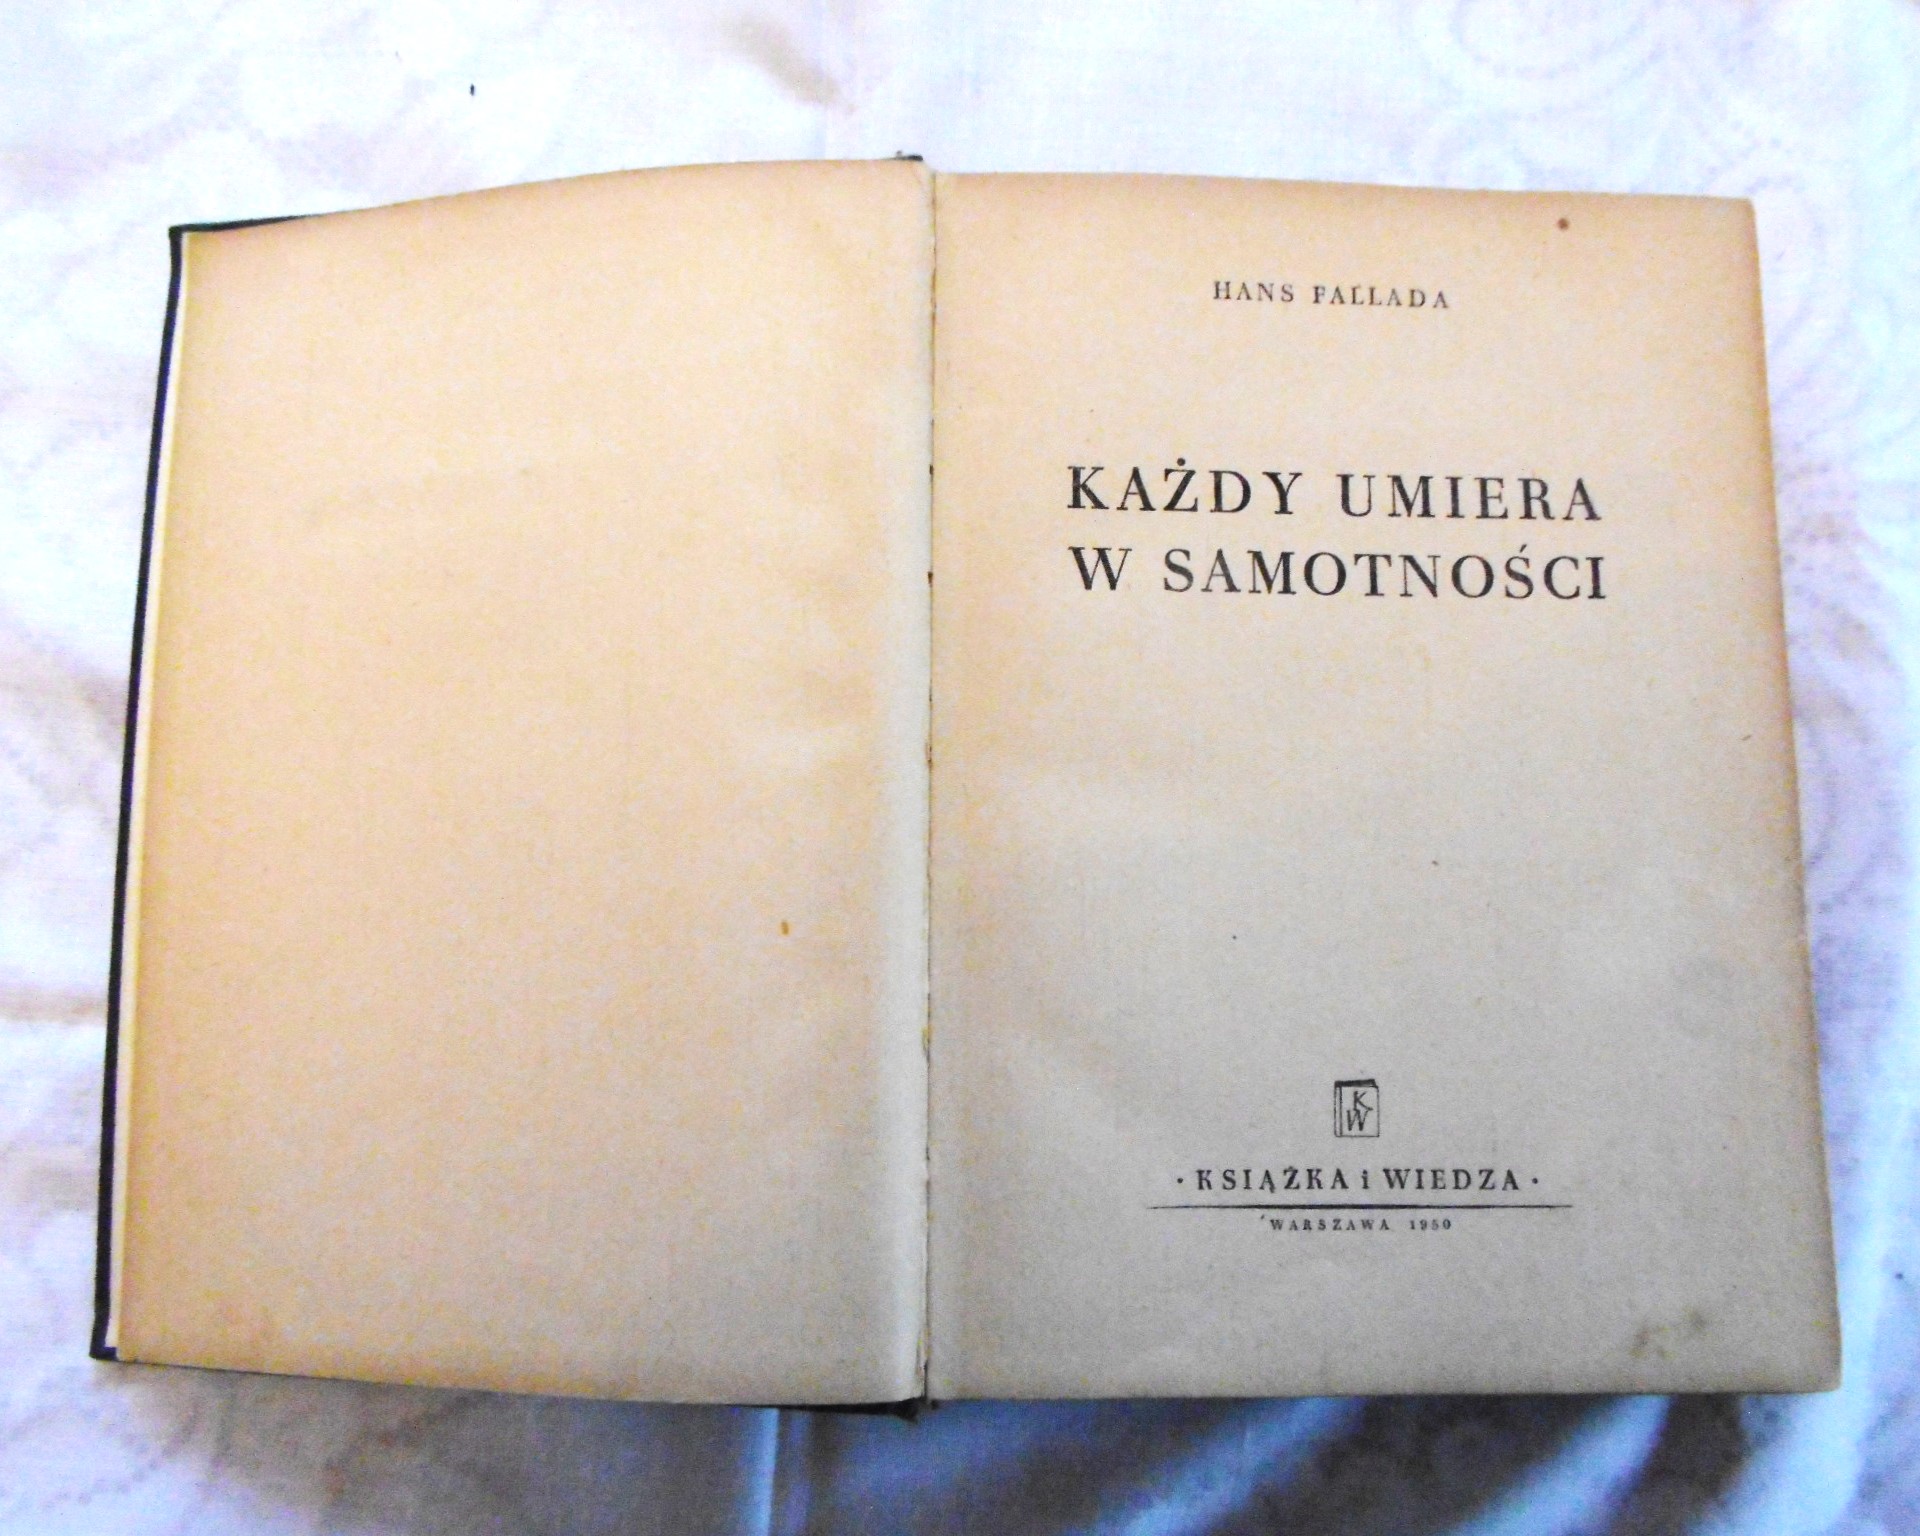 HANS FALLADA
KAŻDY UMIERA
W SAMOTNOŚCI
KW
· KSIĄŻKA i WIEDZA ·
WARSZAWA 1950